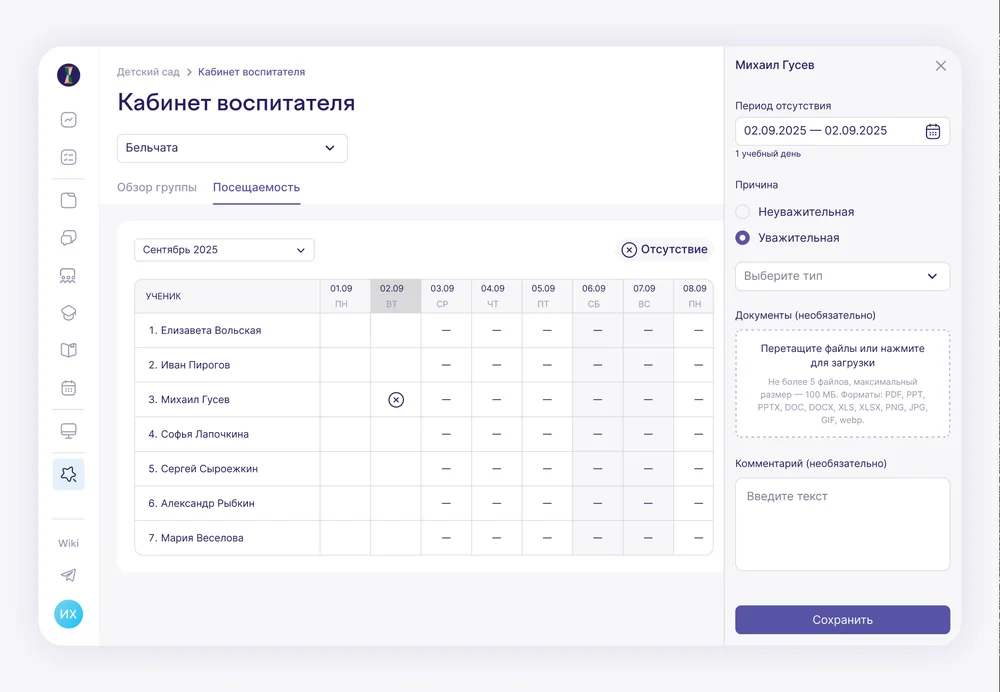 Детский сад > Кабинет воспитателя
Кабинет воспитателя
Бельчата
Обзор группы Посещаемость
Сентябрь 2025
Отсутствие
УЧЕНИК 01.09 02.09 03.09 04.09 05.09 06.09 07.09 08.09
ПН ВТ СР ЧТ ПТ СБ ВС ПН
1. Елизавета Вольская — — — — — —
2. Иван Пирогов — — — — — —
3. Михаил Гусев — — — — — —
4. Софья Лапочкина — — — — — —
5. Сергей Сыроежкин — — — — — —
6. Александр Рыбкин — — — — — —
7. Мария Веселова — — — — — —
Wiki
ИХ
Михаил Гусев
Период отсутствия
02.09.2025 — 02.09.2025
1 учебный день
Причина
Неуважительная
Уважительная
Выберите тип
Документы (необязательно)
Перетащите файлы или нажмите
для загрузки
Не более 5 файлов, максимальный
размер — 100 МБ. Форматы: PDF, PPT,
PPTX, DOC, DOCX, XLS, XLSX, PNG, JPG,
GIF, webp.
Комментарий (необязательно)
Введите текст
Сохранить